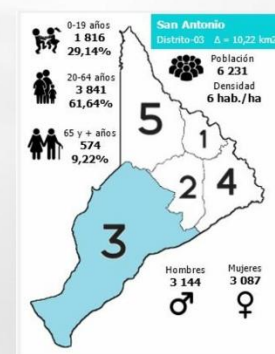 0-19 años
1 816
29,14%
San Antonio
Distrito-03 Δ = 10,22 km2
20-64 años
3 841
61,64%
Población
6 231
Densidad
6 hab./ha
65 y + años
574
9,22%
5
1
2
4
3
Hombres
3 144
Mujeres
3 087